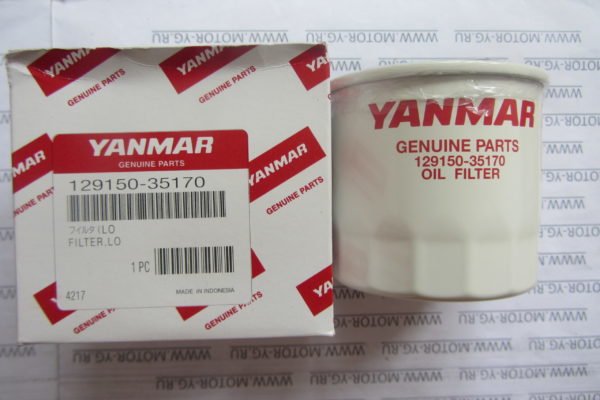 YANMAR
GENUINE PARTS
YANMAR
GENUINE PARTS
129150-35170
フイルタ(LO
FILTER,LO
1 PC
MADE IN INDONESIA
4217
YANMAR
GENUINE PARTS
129150-35170
OIL FILTER
WWW.MOTOR-YG.RU